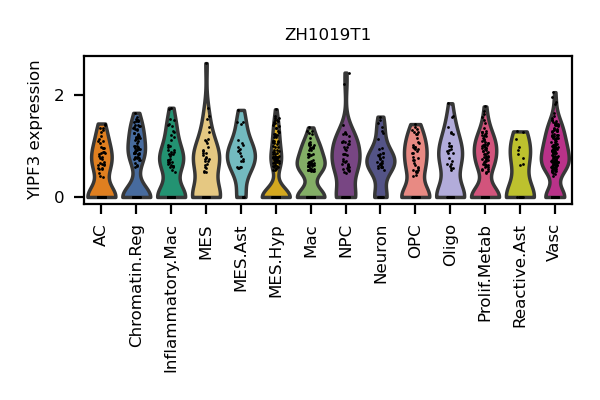 ZH1019T1
YIPF3 expression
2
0
AC
Chromatin.Reg
Inflammatory.Mac
MES
MES.Ast
MES.Hyp
Mac
NPC
Neuron
OPC
Oligo
Prolif.Metab
Reactive.Ast
Vasc